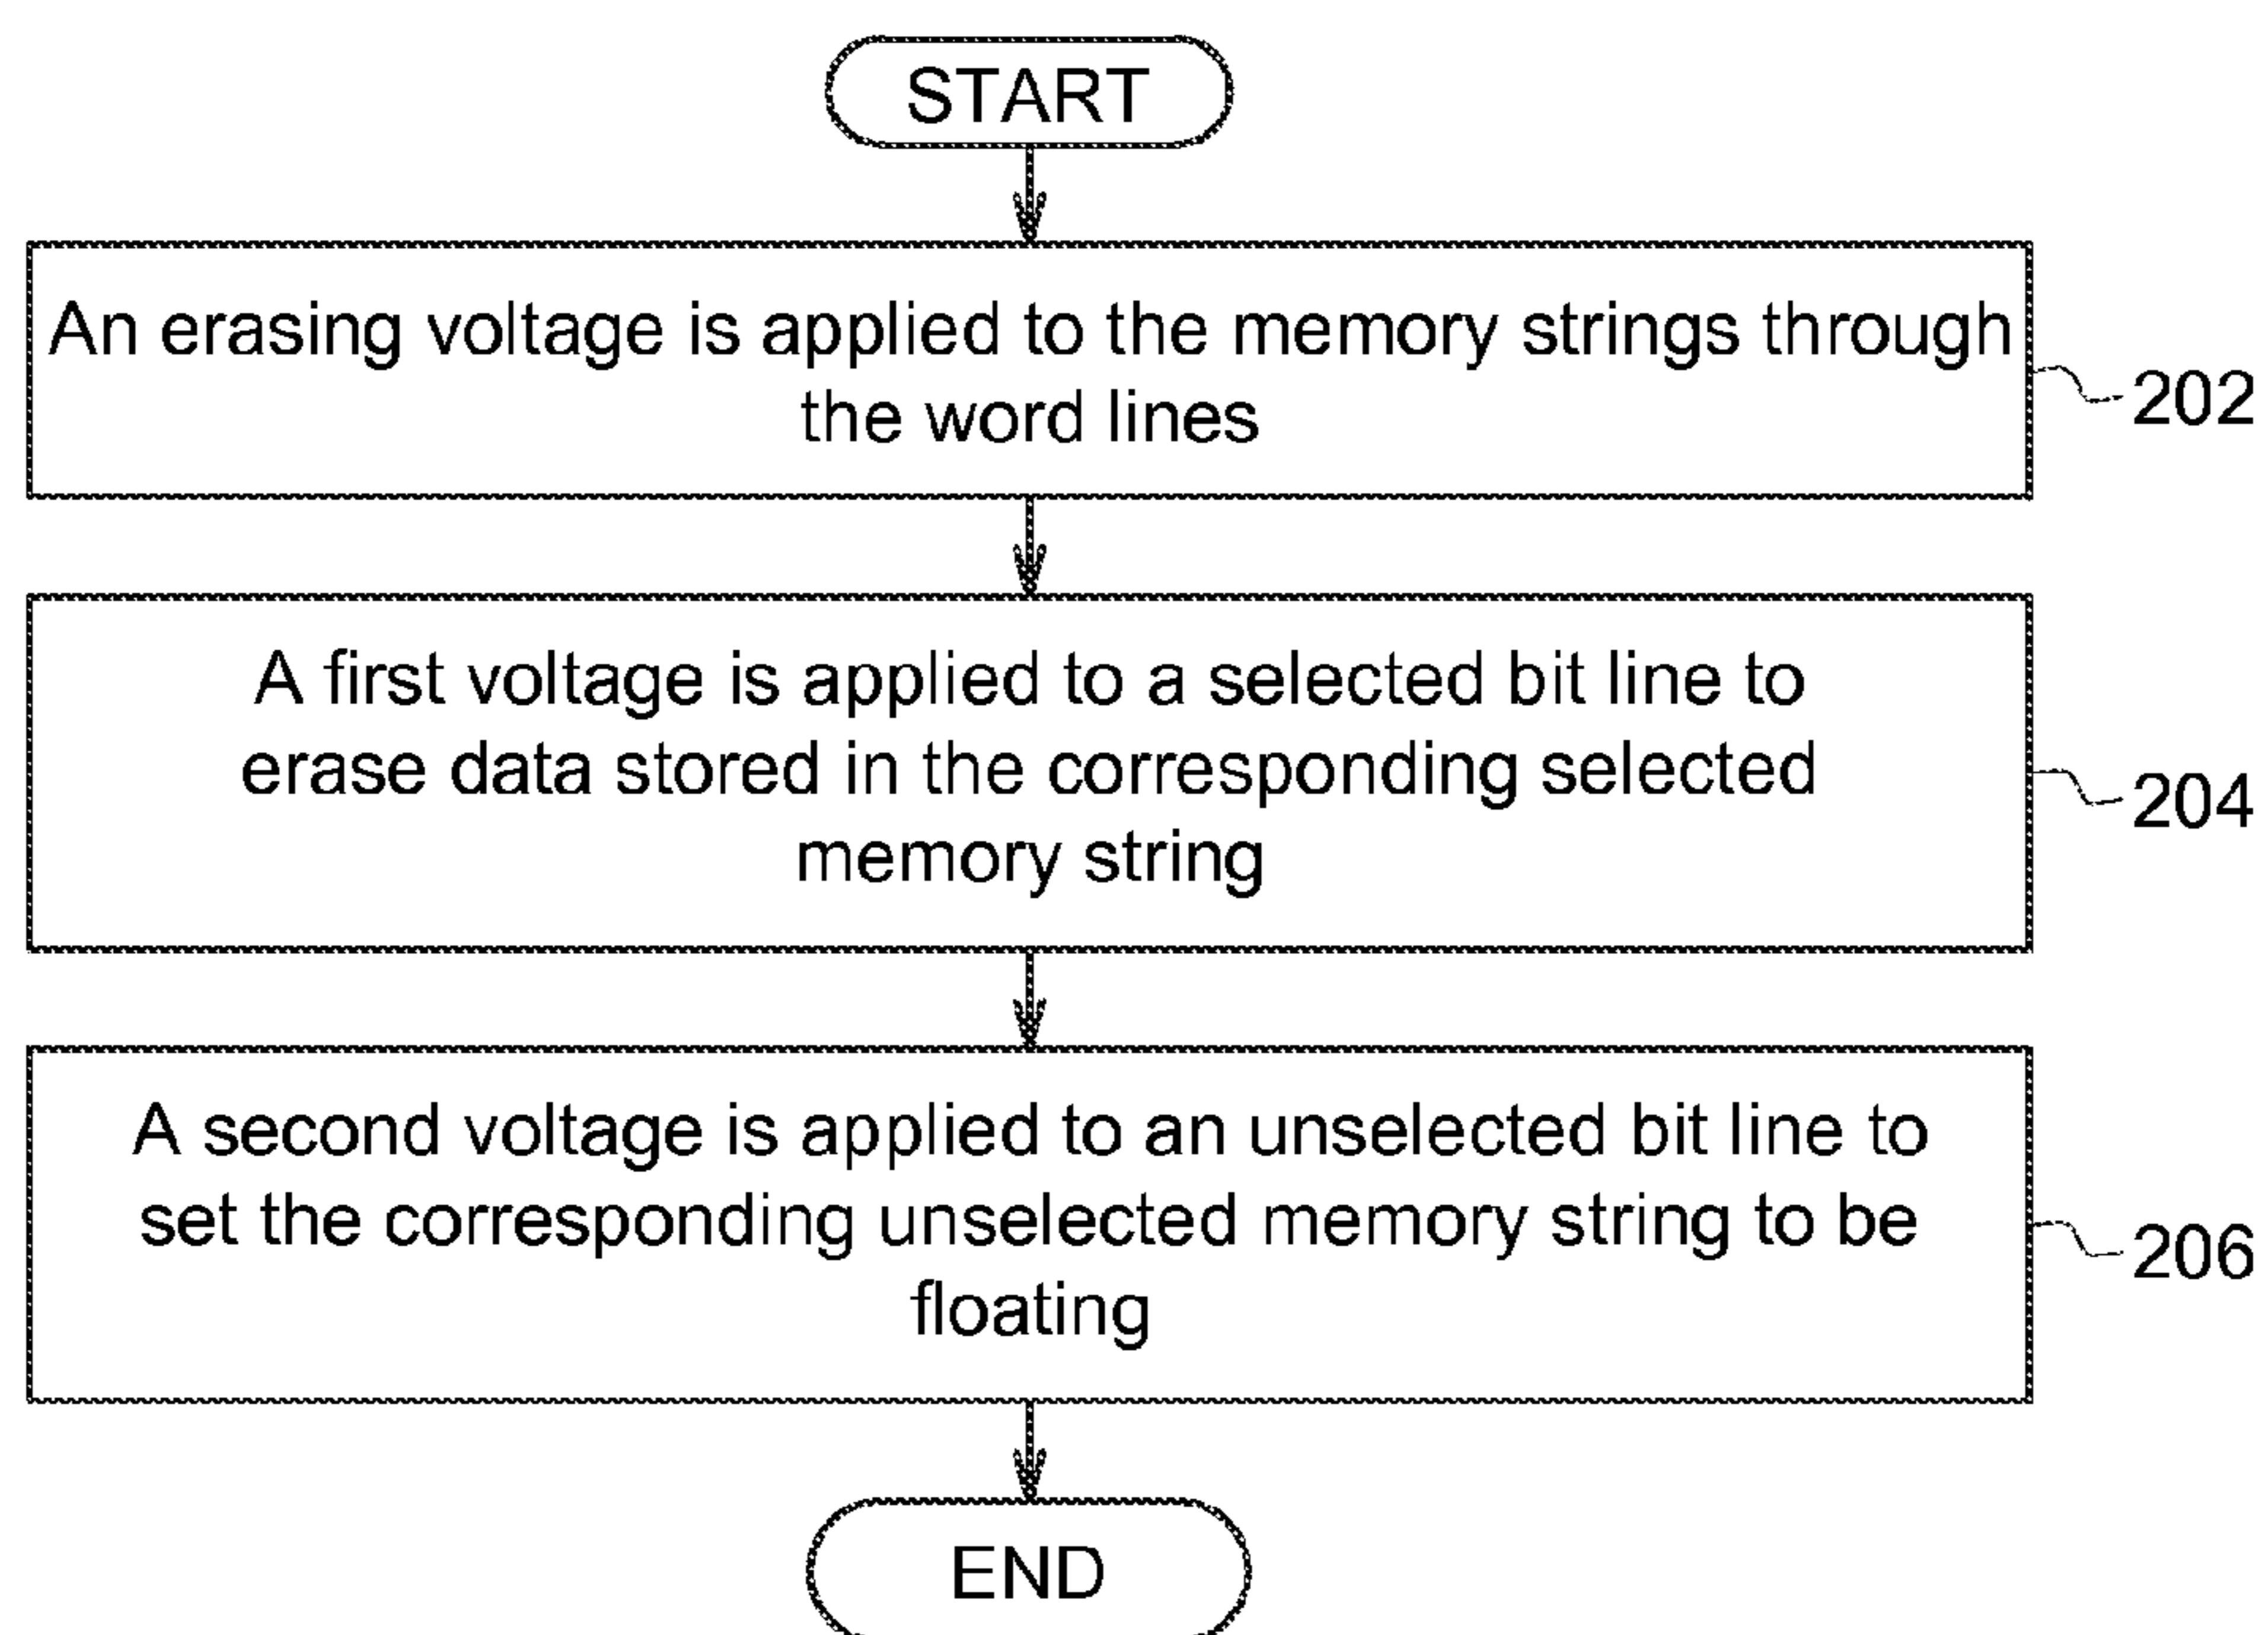 START
An erasing voltage is applied to the memory strings through
the word lines
202
A first voltage is applied to a selected bit line to
erase data stored in the corresponding selected
memory string
204
A second voltage is applied to an unselected bit line to
set the corresponding unselected memory string to be
floating
206
END